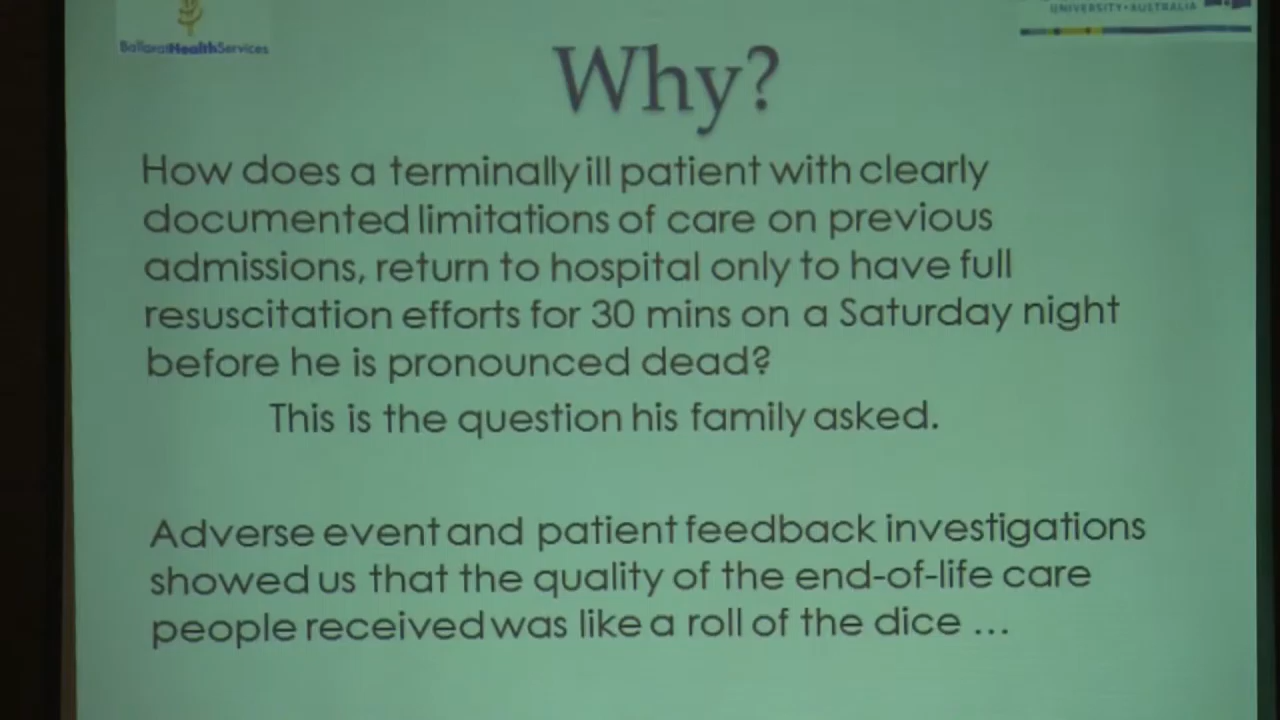 BallaratHealthServices
UNIVERSITY • AUSTRALIA
Why?
How does a terminally ill patient with clearly
documented limitations of care on previous
admissions, return to hospital only to have full
resuscitation efforts for 30 mins on a Saturday night
before he is pronounced dead?
This is the question his family asked.
Adverse event and patient feedback investigations
showed us that the quality of the end-of-life care
people received was like a roll of the dice ...